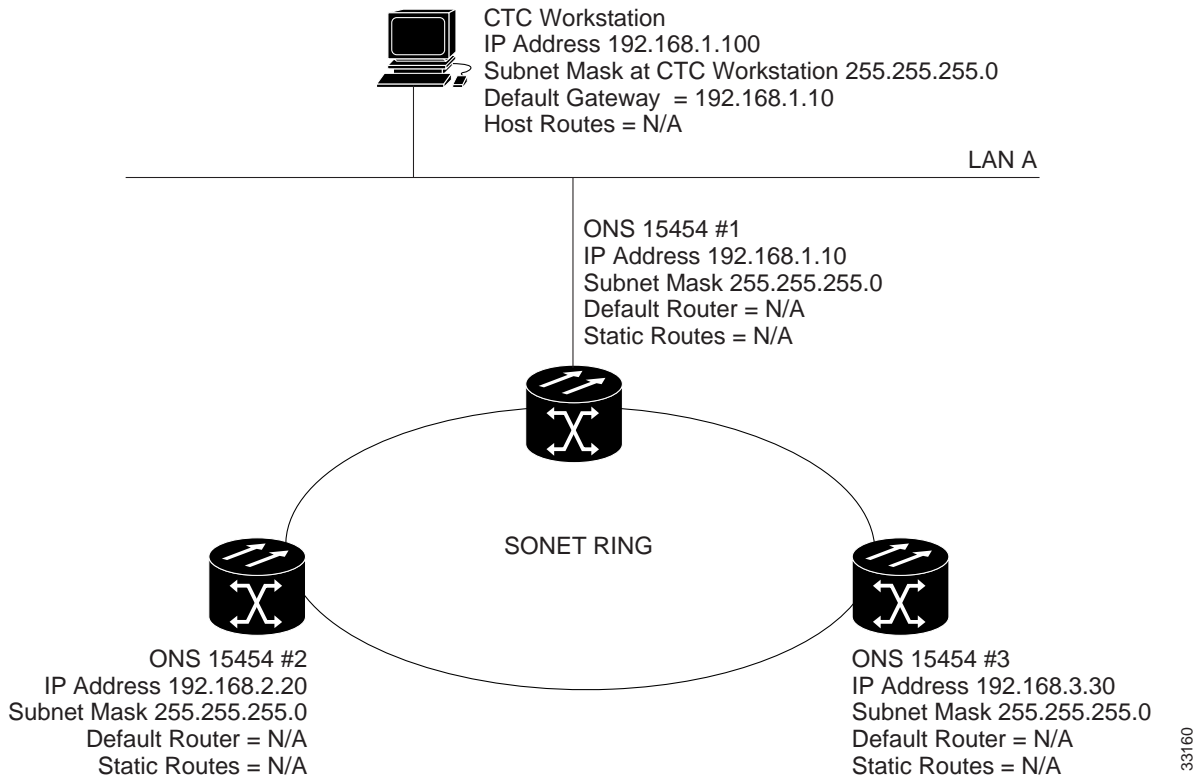 CTC Workstation
IP Address 192.168.1.100
Subnet Mask at CTC Workstation 255.255.255.0
Default Gateway = 192.168.1.10
Host Routes = N/A
LAN A
ONS 15454 #1
IP Address 192.168.1.10
Subnet Mask 255.255.255.0
Default Router = N/A
Static Routes = N/A
SONET RING
ONS 15454 #2
IP Address 192.168.2.20
Subnet Mask 255.255.255.0
Default Router = N/A
Static Routes = N/A
ONS 15454 #3
IP Address 192.168.3.30
Subnet Mask 255.255.255.0
Default Router = N/A
Static Routes = N/A
33160